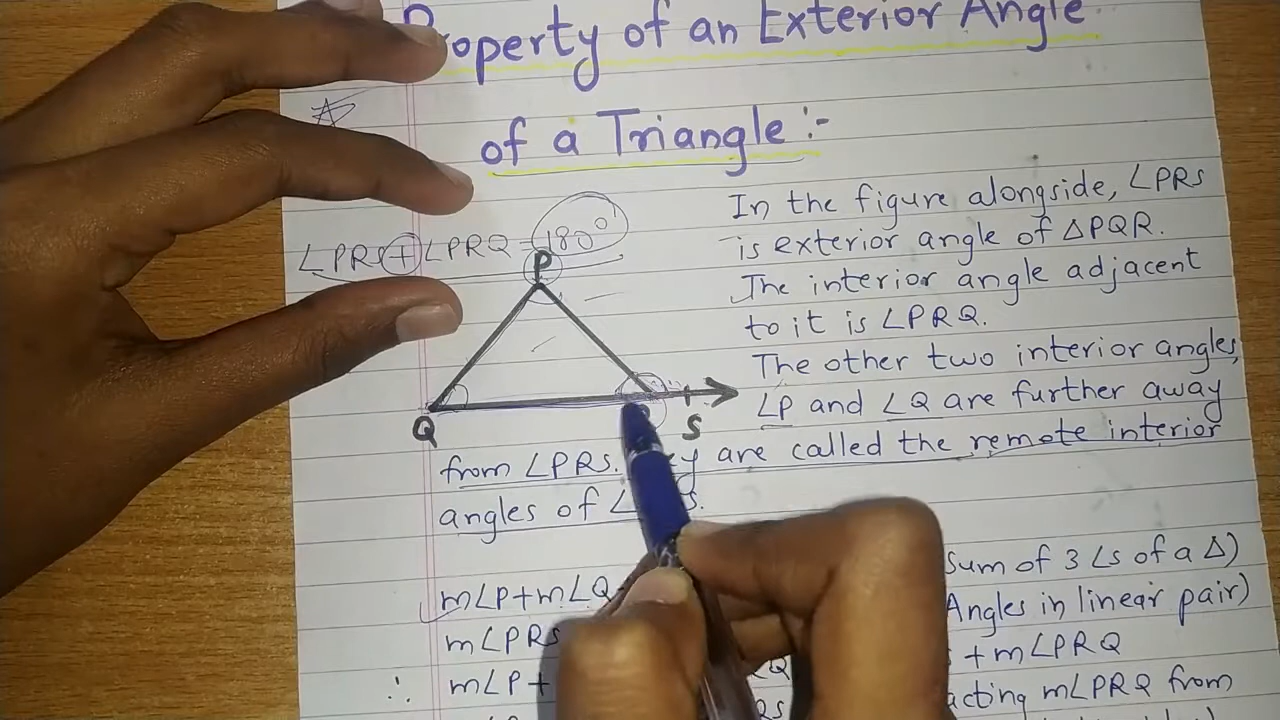 Property of an Exterior Angle
of a Triangle :-
In the figure alongside, ∠PRS
is exterior angle of △PQR.
The interior angle adjacent
to it is ∠PRQ.
The other two interior angles,
∠P and ∠Q are further away
from ∠PRS. are called the remote interior
angles of ∠
∠PRS + ∠PRQ = 180°
P
Q
S
m∠P + m∠Q
Sum of 3 ∠s of a △)
m∠PRS
Angles in linear pair)
∴ m∠P +
+ m∠PRQ
m∠PRQ from